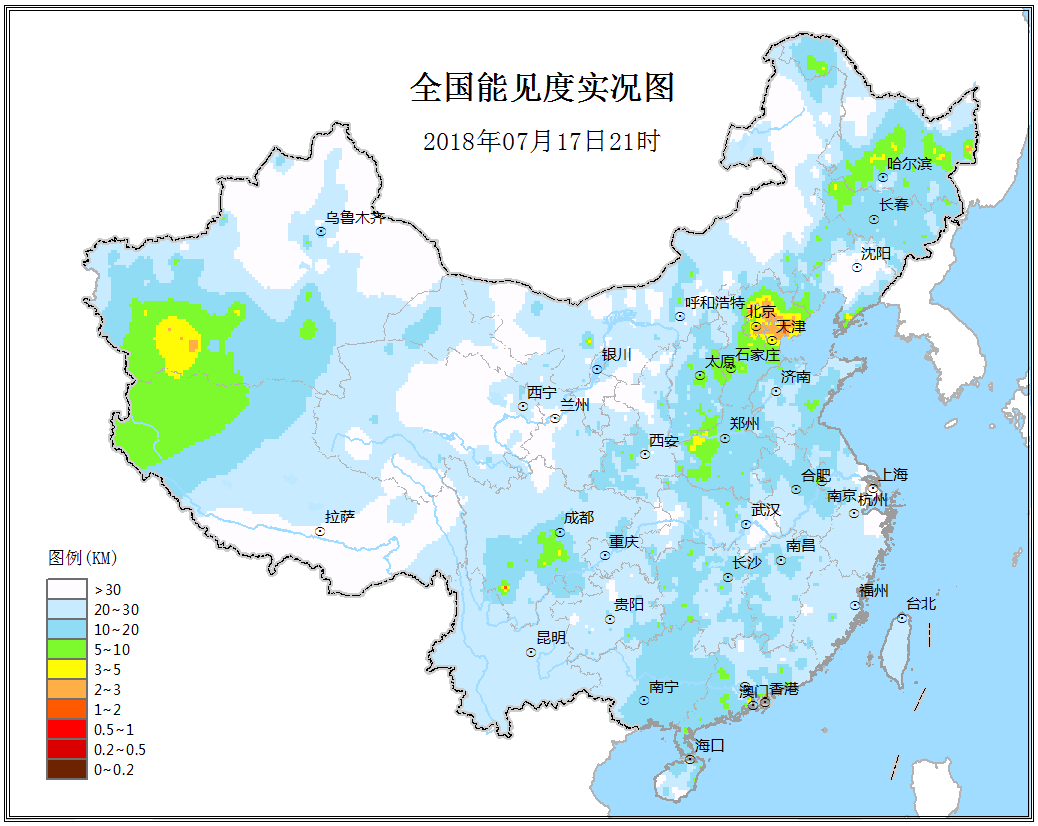 全国能见度实况图
2018年07月17日21时
哈尔滨
长春
乌鲁木齐
沈阳
呼和浩特
北京
天津
银川
太原
石家庄
济南
西宁
兰州
郑州
西安
合肥
上海
南京
杭州
拉萨
成都
武汉
重庆
南昌
长沙
贵阳
福州
台北
昆明
南宁
澳门
香港
海口
图例(KM)
>30
20~30
10~20
5~10
3~5
2~3
1~2
0.5~1
0.2~0.5
0~0.2